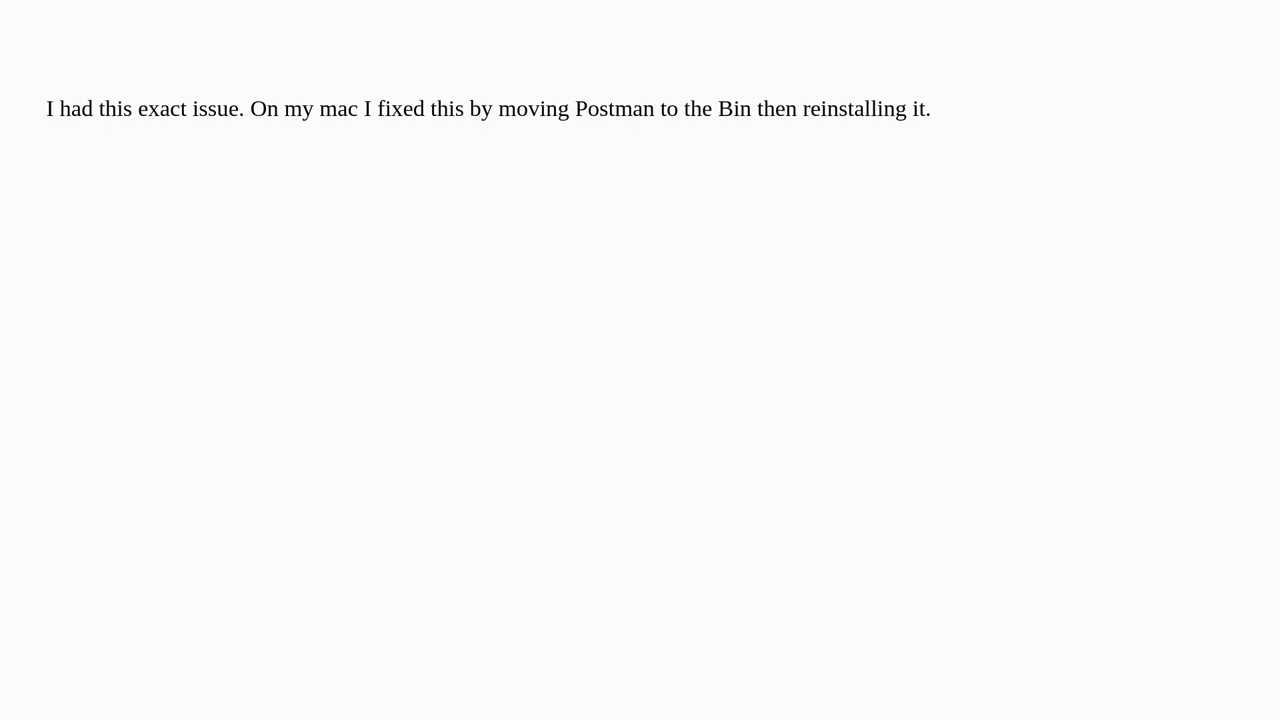 I had this exact issue. On my mac I fixed this by moving Postman to the Bin then reinstalling it.